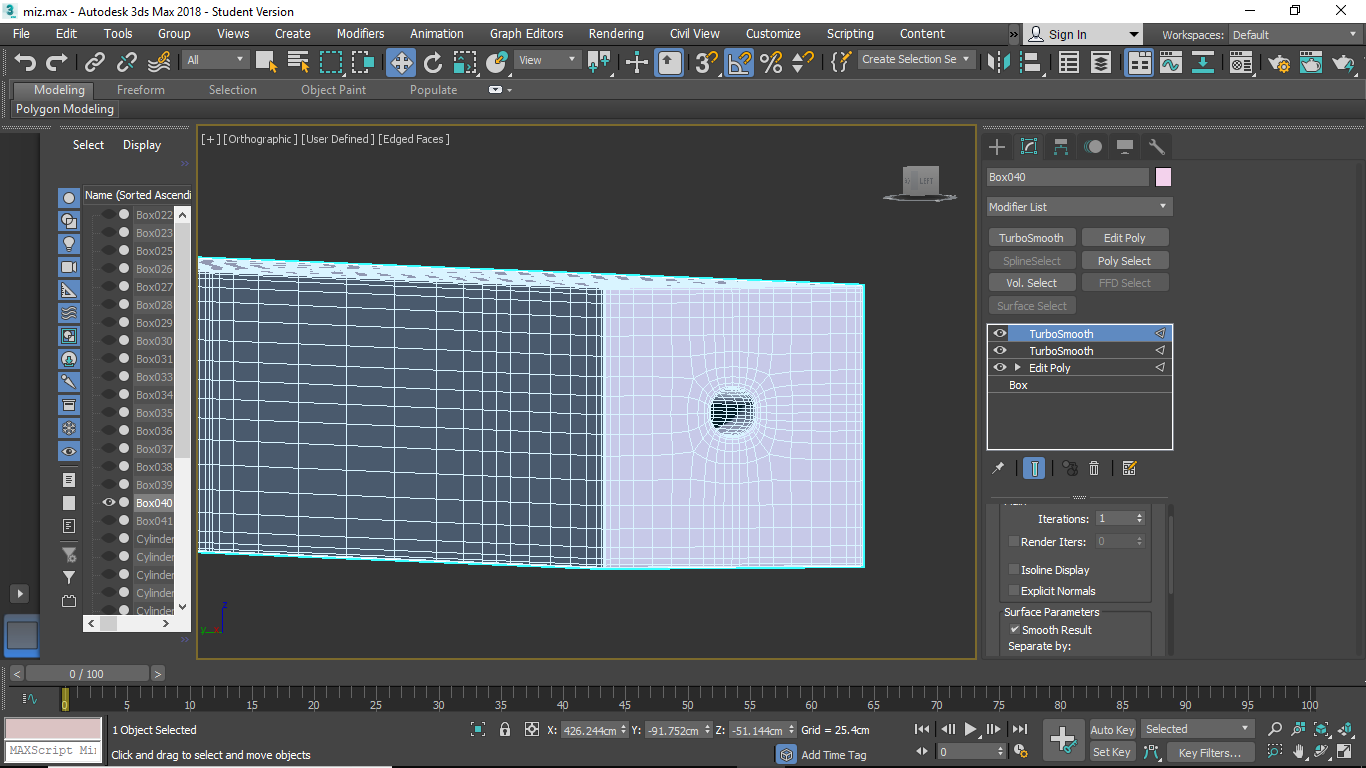 miz.max - Autodesk 3ds Max 2018 - Student Version
File Edit Tools Group Views Create Modifiers Animation Graph Editors Rendering Civil View Customize Scripting Content » Sign In Workspaces: Default
All View Create Selection Se
Modeling Freeform Selection Object Paint Populate
Polygon Modeling
Select Display
Name (Sorted Ascendi
Box022
Box023
Box025
Box026
Box027
Box028
Box029
Box030
Box031
Box033
Box034
Box035
Box036
Box037
Box038
Box039
Box040
Box041
Cylinder
Cylinder
Cylinder
Cylinder
Cylinder
[+] [Orthographic ] [User Defined ] [Edged Faces ]
LEFT
z
y
Box040
Modifier List
TurboSmooth Edit Poly
SplineSelect Poly Select
Vol. Select FFD Select
Surface Select
TurboSmooth
TurboSmooth
Edit Poly
Box
Iterations: 1
Render Iters: 0
Isoline Display
Explicit Normals
Surface Parameters
Smooth Result
Separate by:
< 0 / 100 >
0 5 10 15 20 25 30 35 40 45 50 55 60 65 70 75 80 85 90 95 100
1 Object Selected X: 426.244cm Y: -91.752cm Z: -51.144cm Grid = 25.4cm Auto Key Selected
MAXScript Mi
Click and drag to select and move objects Add Time Tag 0 Set Key Key Filters...